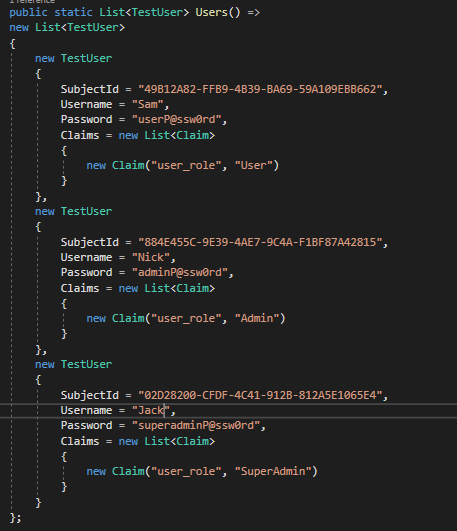 1 reference
public static List<TestUser> Users() =>
new List<TestUser>
{
new TestUser
{
SubjectId = "49B12A82-FFB9-4B39-BA69-59A109EBB662",
Username = "Sam",
Password = "userP@ssw0rd",
Claims = new List<Claim>
{
new Claim("user_role", "User")
}
},
new TestUser
{
SubjectId = "884E455C-9E39-4AE7-9C4A-F1BF87A42815",
Username = "Nick",
Password = "adminP@ssw0rd",
Claims = new List<Claim>
{
new Claim("user_role", "Admin")
}
},
new TestUser
{
SubjectId = "02D28200-CFDF-4C41-912B-812A5E1065E4",
Username = "Jack",
Password = "superadminP@ssw0rd",
Claims = new List<Claim>
{
new Claim("user_role", "SuperAdmin")
}
}
};